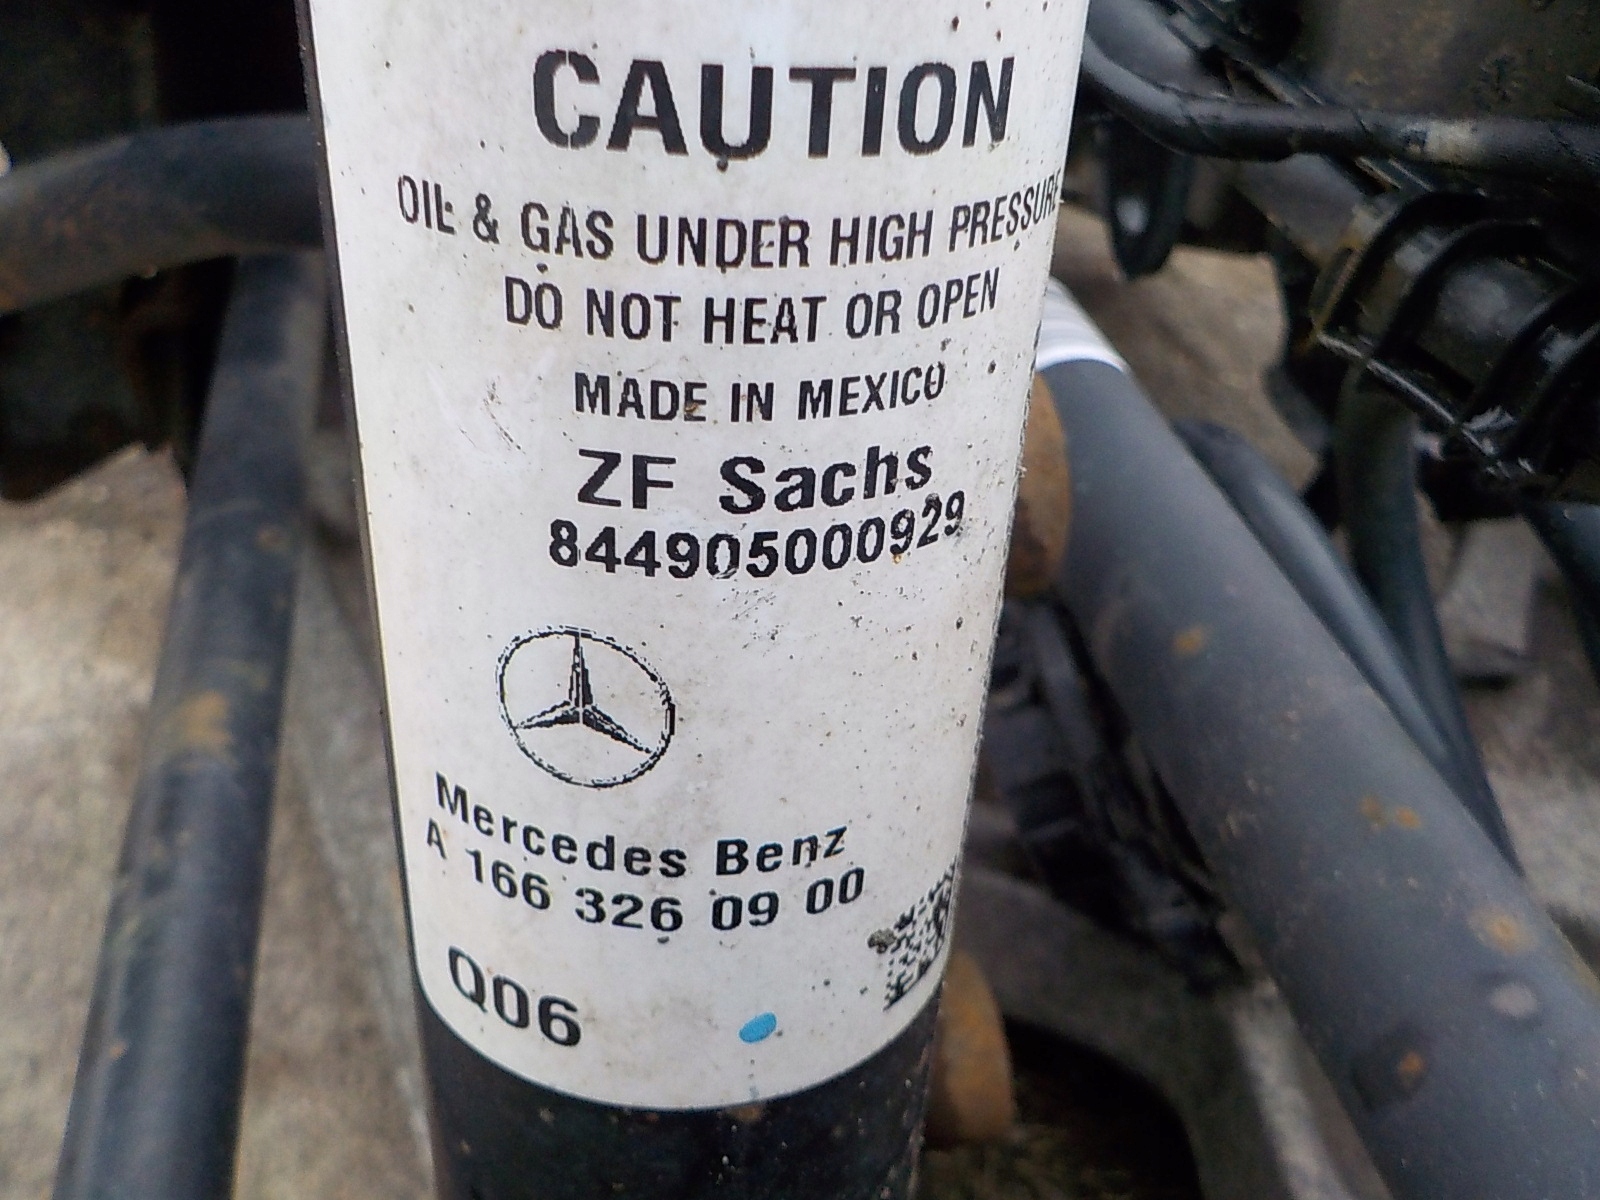 CAUTION
OIL & GAS UNDER HIGH PRESSURE
DO NOT HEAT OR OPEN
MADE IN MEXICO
ZF Sachs
844905000929
Mercedes Benz
A 166 326 09 00
Q06